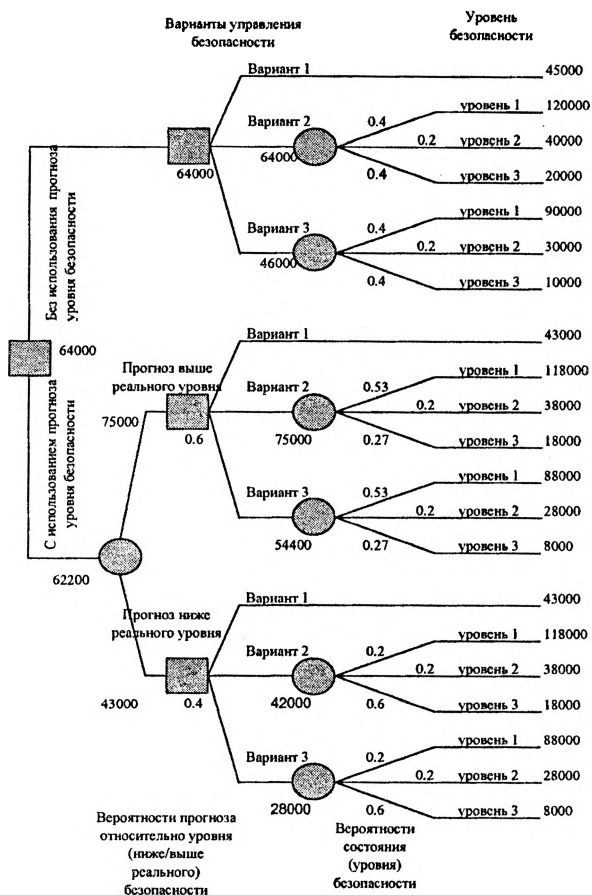 Варианты управления
безопасности
Уровень
безопасности
Вариант 1
45000
Вариант 2
64000
0.4
уровень 1
120000
0.2
уровень 2
40000
0.4
уровень 3
20000
64000
Вариант 3
46000
0.4
уровень 1
90000
0.2
уровень 2
30000
0.4
уровень 3
10000
Без использования прогноза
уровня безопасности
64000
С использованием прогноза
уровня безопасности
62200
Прогноз выше
реального уровня
75000
0.6
Вариант 1
43000
Вариант 2
75000
0.53
уровень 1
118000
0.2
уровень 2
38000
0.27
уровень 3
18000
Вариант 3
54400
0.53
уровень 1
88000
0.2
уровень 2
28000
0.27
уровень 3
8000
Прогноз ниже
реального уровня
43000
0.4
Вариант 1
43000
Вариант 2
42000
0.2
уровень 1
118000
0.2
уровень 2
38000
0.6
уровень 3
18000
Вариант 3
28000
0.2
уровень 1
88000
0.2
уровень 2
28000
0.6
уровень 3
8000
Вероятности прогноза
относительно уровня
(ниже/выше
реального)
безопасности
Вероятности
состояния
(уровня)
безопасности